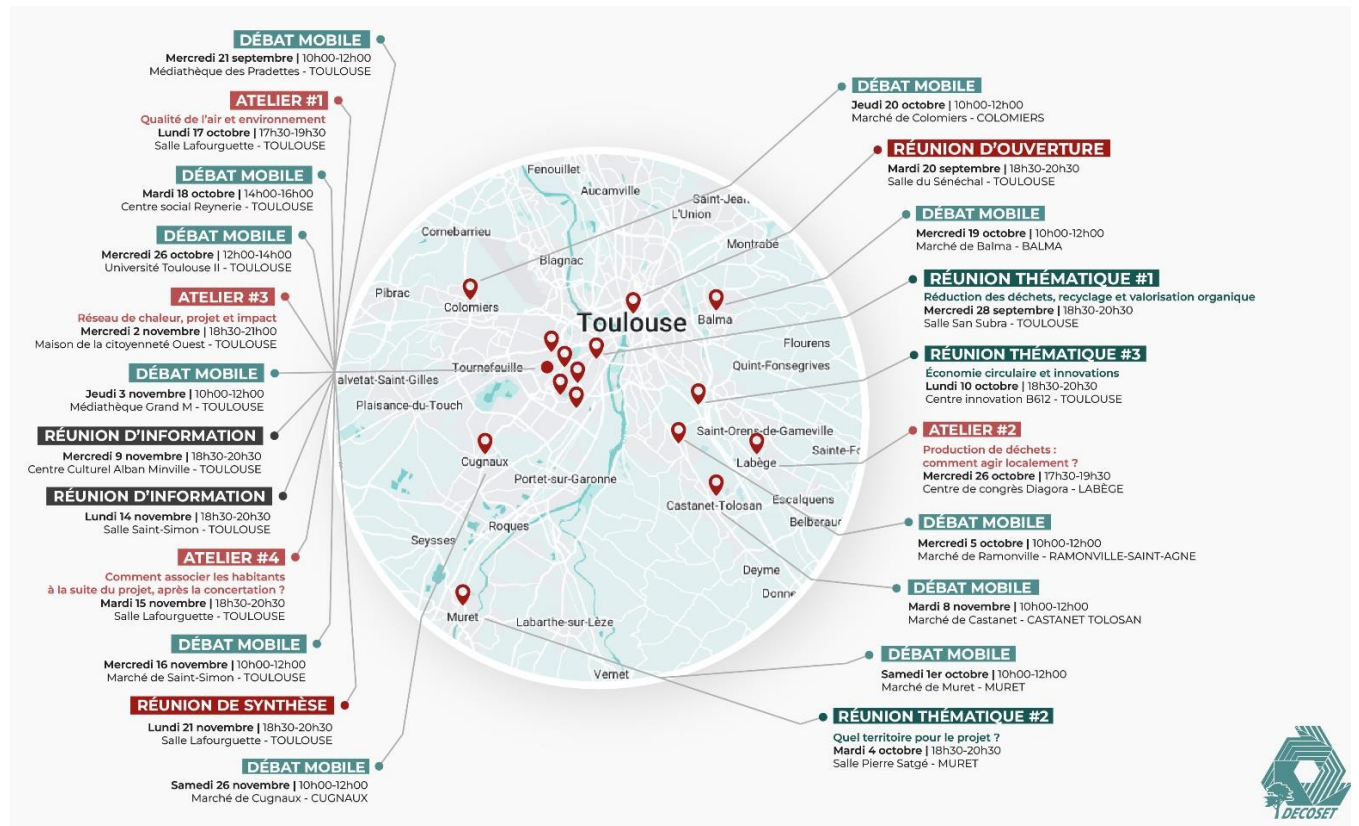 DÉBAT MOBILE
Mercredi 21 septembre | 10h00-12h00
Médiathèque des Pradettes - TOULOUSE
ATELIER #1
Qualité de l'air et environnement
Lundi 17 octobre | 17h30-19h30
Salle Lafourguette - TOULOUSE
DÉBAT MOBILE
Mardi 18 octobre | 14h00-16h00
Centre social Reynerie - TOULOUSE
DÉBAT MOBILE
Mercredi 26 octobre | 12h00-14h00
Université Toulouse II - TOULOUSE
ATELIER #3
Réseau de chaleur, projet et impact
Mercredi 2 novembre | 18h30-21h00
Maison de la citoyenneté Ouest - TOULOUSE
DÉBAT MOBILE
Jeudi 3 novembre | 10h00-12h00
Médiathèque Grand M - TOULOUSE
RÉUNION D'INFORMATION
Mercredi 9 novembre | 18h30-20h30
Centre Culturel Alban Minville - TOULOUSE
RÉUNION D'INFORMATION
Lundi 14 novembre | 18h30-20h30
Salle Saint-Simon - TOULOUSE
ATELIER #4
Comment associer les habitants
à la suite du projet, après la concertation ?
Mardi 15 novembre | 18h30-20h30
Salle Lafourguette - TOULOUSE
DÉBAT MOBILE
Mercredi 16 novembre | 10h00-12h00
Marché de Saint-Simon - TOULOUSE
RÉUNION DE SYNTHÈSE
Lundi 21 novembre | 18h30-20h30
Salle Lafourguette - TOULOUSE
DÉBAT MOBILE
Samedi 26 novembre | 10h00-12h00
Marché de Cugnaux - CUGNAUX
Fenouillet
Aucamville
Saint-Jean
L'Union
Cornebarrieu
Montrabé
Blagnac
Pibrac
Colomiers
Toulouse
Balma
Flourens
Tournefeuille
Quint-Fonsegrives
alvetat-Saint-Gilles
Plaisance-du-Touch
Saint-Orens-de-Gameville
Sainte-Fo
Cugnaux
Labège
Portet-sur-Garonne
Castanet-Tolosan
Escalquens
Roques
Belberaud
Seysses
Deyme
Donne
Muret
Labarthe-sur-Lèze
Vernet
DÉBAT MOBILE
Jeudi 20 octobre | 10h00-12h00
Marché de Colomiers - COLOMIERS
RÉUNION D'OUVERTURE
Mardi 20 septembre | 18h30-20h30
Salle du Sénéchal - TOULOUSE
DÉBAT MOBILE
Mercredi 19 octobre | 10h00-12h00
Marché de Balma - BALMA
RÉUNION THÉMATIQUE #1
Réduction des déchets, recyclage et valorisation organique
Mercredi 28 septembre | 18h30-20h30
Salle San Subra - TOULOUSE
RÉUNION THÉMATIQUE #3
Économie circulaire et innovations
Lundi 10 octobre | 18h30-20h30
Centre innovation B612 - TOULOUSE
ATELIER #2
Production de déchets :
comment agir localement ?
Mercredi 26 octobre | 17h30-19h30
Centre de congrès Diagora - LABÈGE
DÉBAT MOBILE
Mercredi 5 octobre | 10h00-12h00
Marché de Ramonville - RAMONVILLE-SAINT-AGNE
DÉBAT MOBILE
Mardi 8 novembre | 10h00-12h00
Marché de Castanet - CASTANET TOLOSAN
DÉBAT MOBILE
Samedi 1er octobre | 10h00-12h00
Marché de Muret - MURET
RÉUNION THÉMATIQUE #2
Quel territoire pour le projet ?
Mardi 4 octobre | 18h30-20h30
Salle Pierre Satgé - MURET
DECOSET